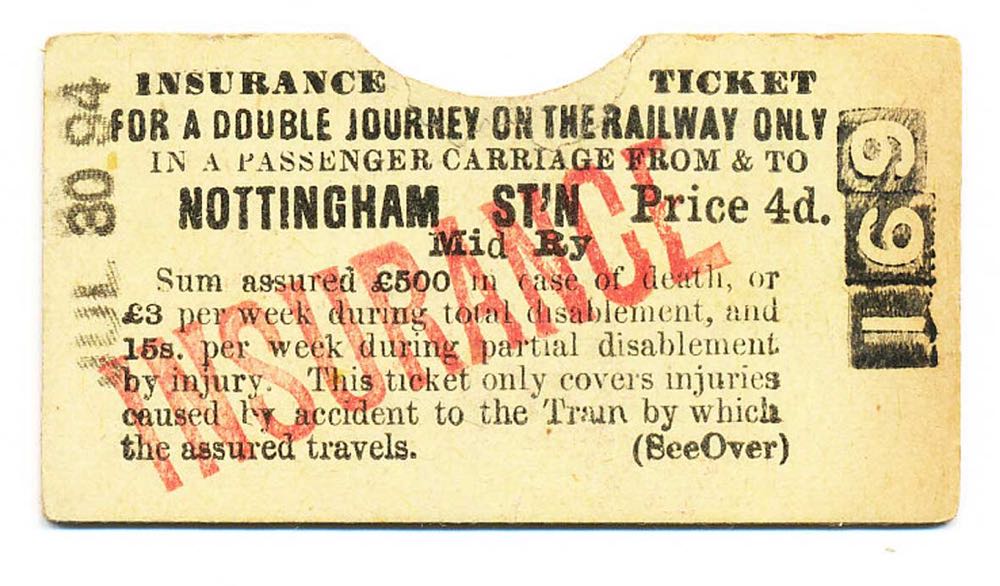 INSURANCE TICKET
FOR A DOUBLE JOURNEY ON THE RAILWAY ONLY
IN A PASSENGER CARRIAGE FROM & TO
NOTTINGHAM ST'N Price 4d.
Mid Ry
Sum assured £500 in case of death, or
£3 per week during total disablement, and
15s. per week during partial disablement
by injury. This ticket only covers injuries
caused by accident to the Train by which
the assured travels. (See Over)
INSURANCE
JUL 30 94